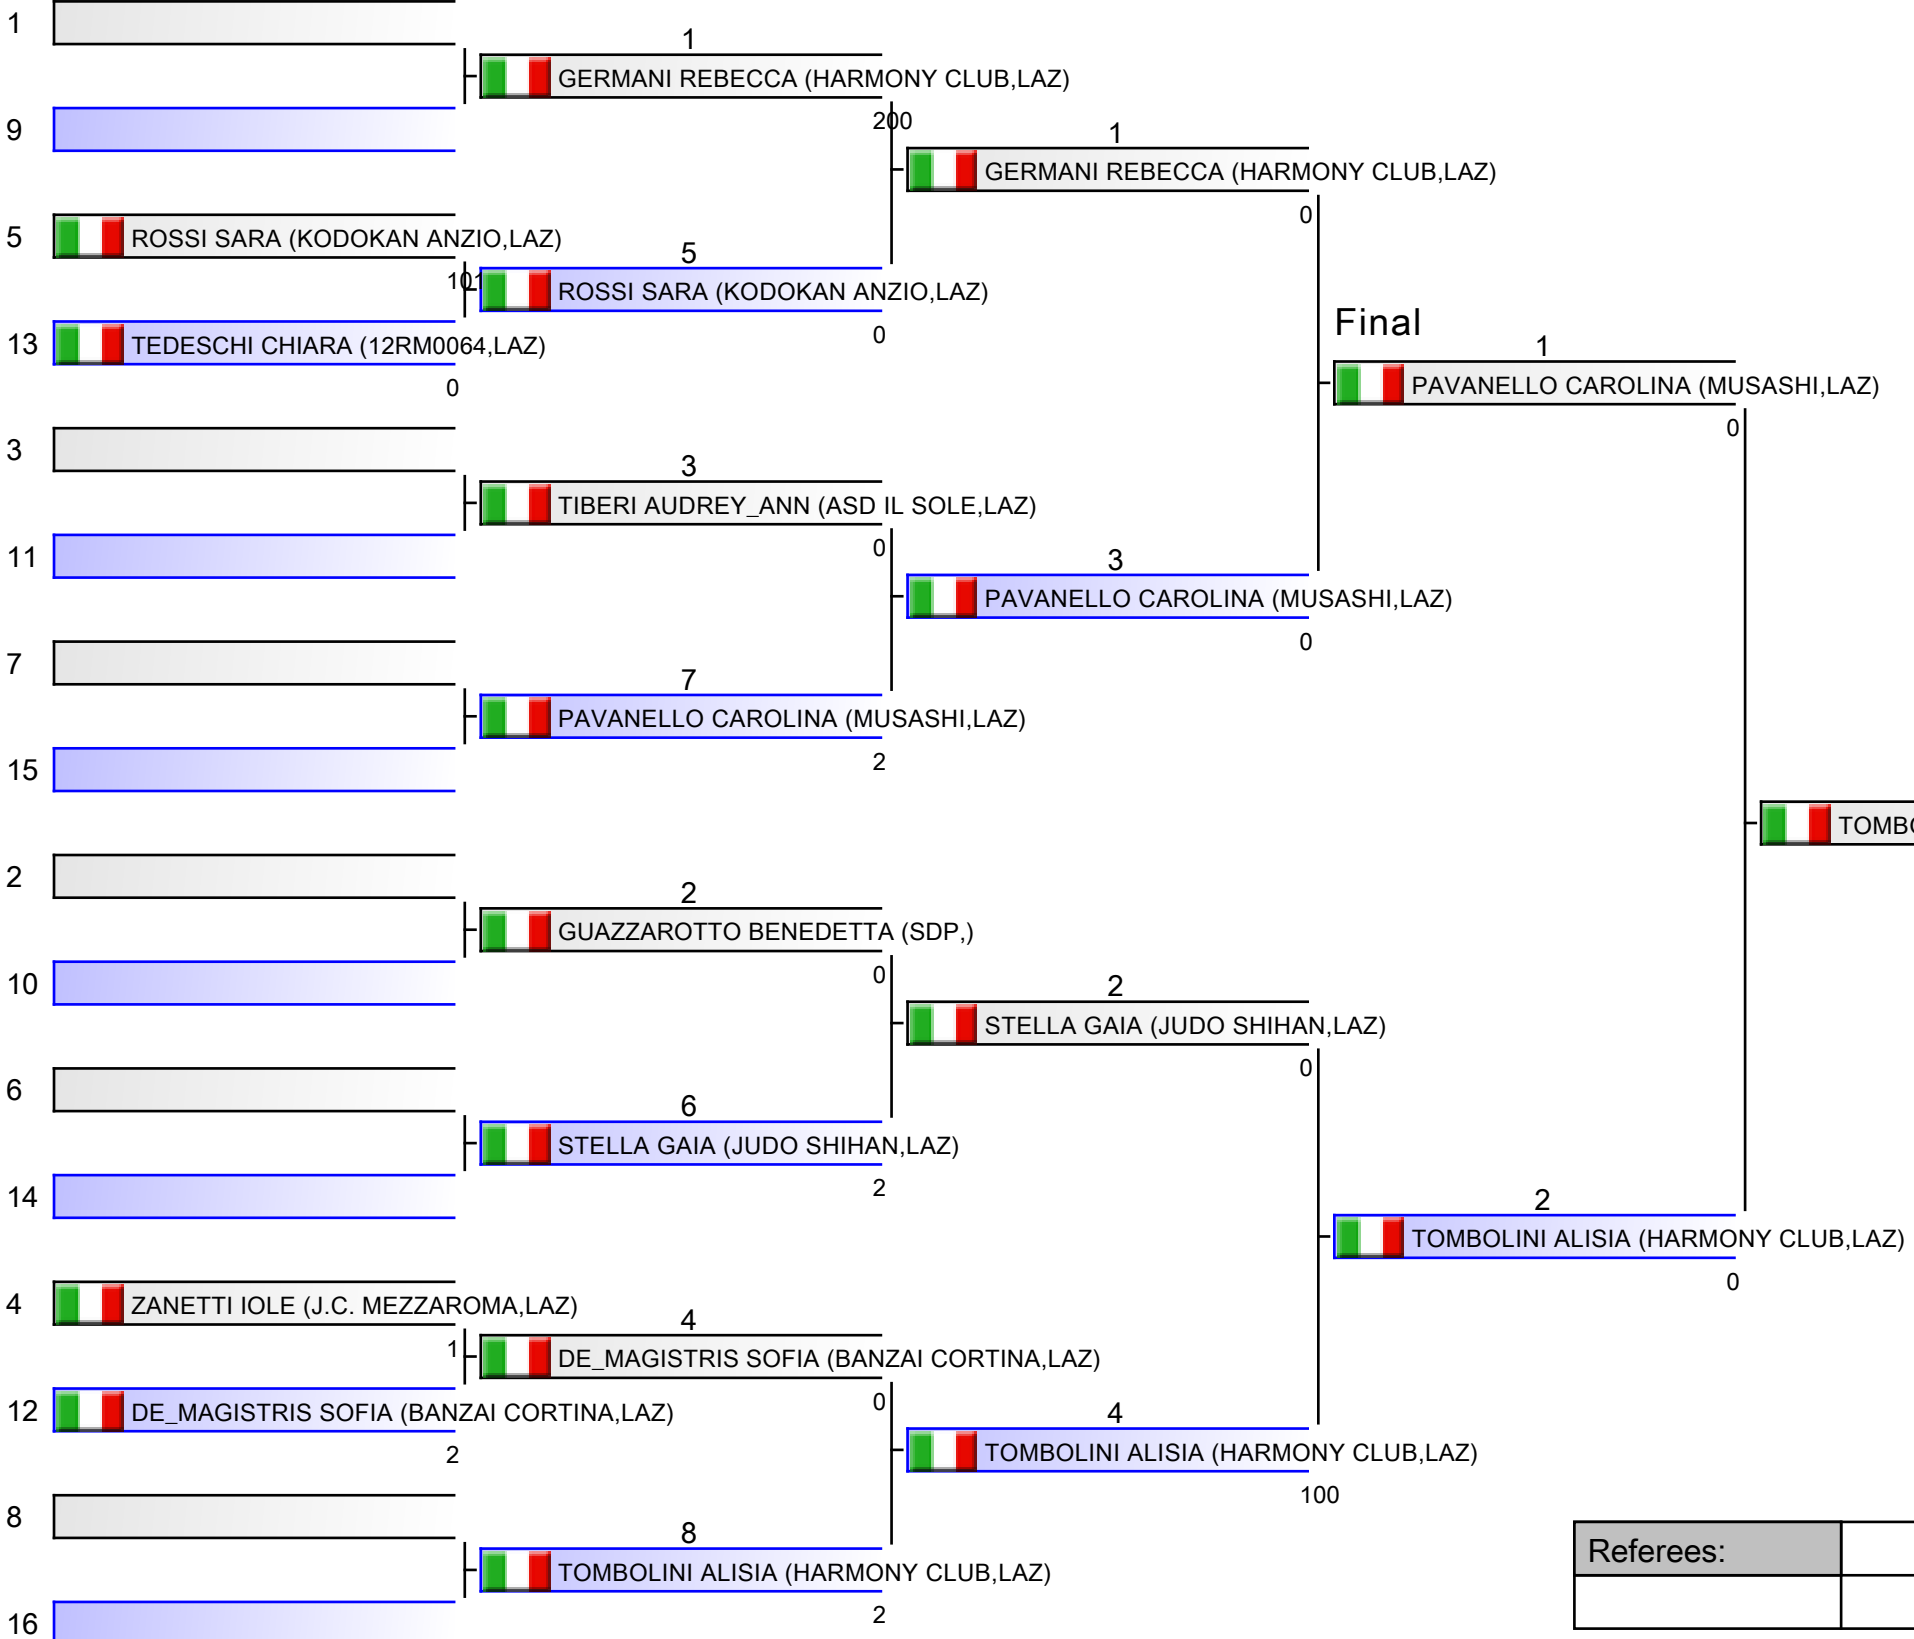 1
1
GERMANI REBECCA (HARMONY CLUB,LAZ)
200
9
1
GERMANI REBECCA (HARMONY CLUB,LAZ)
0
5
ROSSI SARA (KODOKAN ANZIO,LAZ)
101
5
ROSSI SARA (KODOKAN ANZIO,LAZ)
0
13
TEDESCHI CHIARA (12RM0064,LAZ)
0
Final
1
PAVANELLO CAROLINA (MUSASHI,LAZ)
0
3
3
TIBERI AUDREY_ANN (ASD IL SOLE,LAZ)
0
11
3
PAVANELLO CAROLINA (MUSASHI,LAZ)
0
7
7
PAVANELLO CAROLINA (MUSASHI,LAZ)
2
15
2
2
GUAZZAROTTO BENEDETTA (SDP,)
0
10
2
STELLA GAIA (JUDO SHIHAN,LAZ)
0
6
6
STELLA GAIA (JUDO SHIHAN,LAZ)
2
14
2
TOMBOLINI ALISIA (HARMONY CLUB,LAZ)
0
4
ZANETTI IOLE (J.C. MEZZAROMA,LAZ)
1
4
DE_MAGISTRIS SOFIA (BANZAI CORTINA,LAZ)
0
12
DE_MAGISTRIS SOFIA (BANZAI CORTINA,LAZ)
2
4
TOMBOLINI ALISIA (HARMONY CLUB,LAZ)
100
8
8
TOMBOLINI ALISIA (HARMONY CLUB,LAZ)
2
16
Referees: